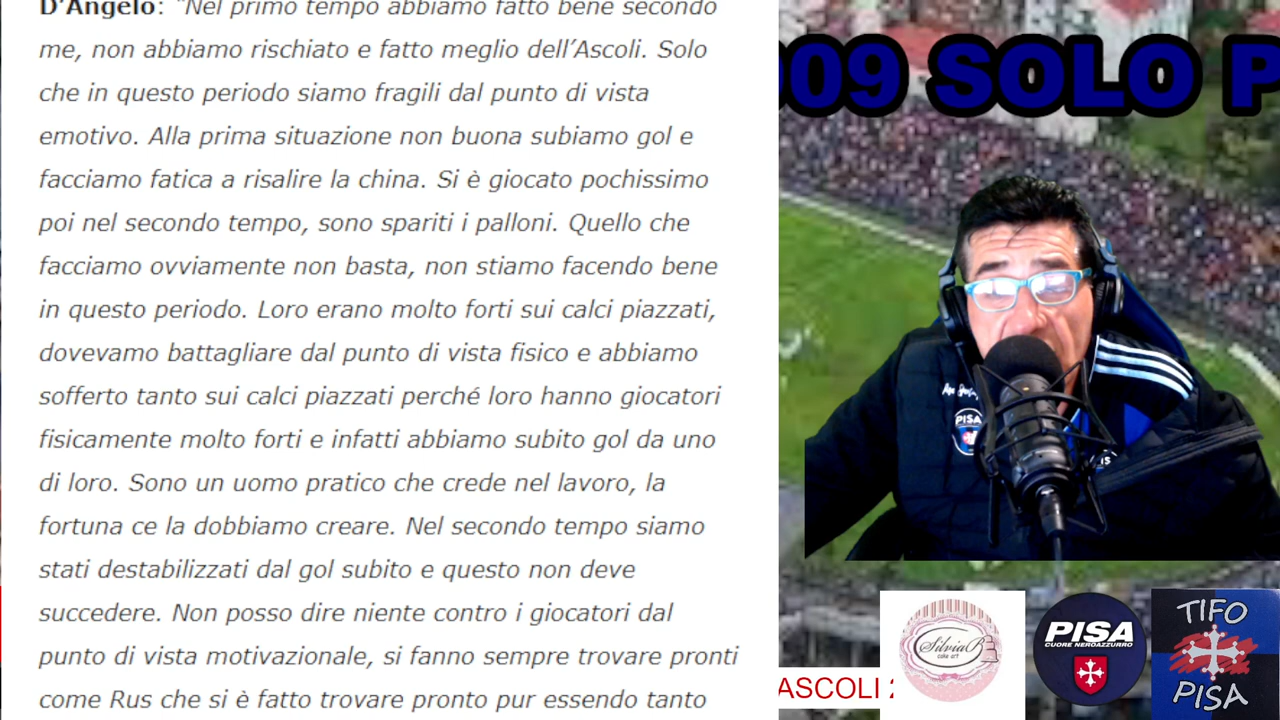 D'Angelo: "Nel primo tempo abbiamo fatto bene secondo
me, non abbiamo rischiato e fatto meglio dell'Ascoli. Solo
che in questo periodo siamo fragili dal punto di vista
emotivo. Alla prima situazione non buona subiamo gol e
facciamo fatica a risalire la china. Si è giocato pochissimo
poi nel secondo tempo, sono spariti i palloni. Quello che
facciamo ovviamente non basta, non stiamo facendo bene
in questo periodo. Loro erano molto forti sui calci piazzati,
dovevamo battagliare dal punto di vista fisico e abbiamo
sofferto tanto sui calci piazzati perché loro hanno giocatori
fisicamente molto forti e infatti abbiamo subito gol da uno
di loro. Sono un uomo pratico che crede nel lavoro, la
fortuna ce la dobbiamo creare. Nel secondo tempo siamo
stati destabilizzati dal gol subito e questo non deve
succedere. Non posso dire niente contro i giocatori dal
punto di vista motivazionale, si fanno sempre trovare pronti
come Rus che si è fatto trovare pronto pur essendo tanto
09 SOLO P
PISA
ASCOLI
Silvia
cake art
PISA
CUORE NEROAZZURRO
TIFO
PISA